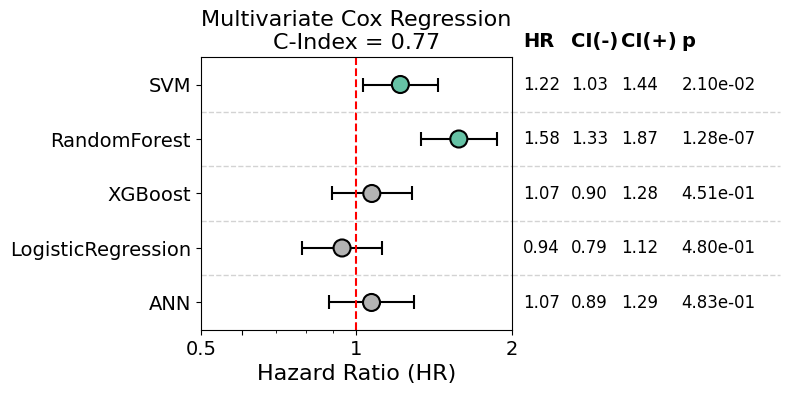 Multivariate Cox Regression
C-Index = 0.77
HR CI(-) CI(+) p
SVM 1.22 1.03 1.44 2.10e-02
RandomForest 1.58 1.33 1.87 1.28e-07
XGBoost 1.07 0.90 1.28 4.51e-01
LogisticRegression 0.94 0.79 1.12 4.80e-01
ANN 1.07 0.89 1.29 4.83e-01
0.5 1 2
Hazard Ratio (HR)